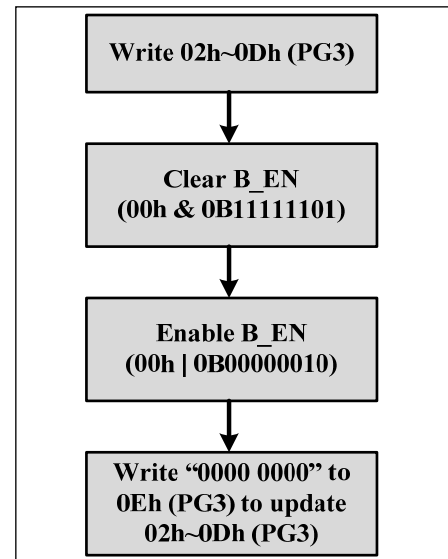 Write 02h~0Dh (PG3)
Clear B_EN
(00h & 0B11111101)
Enable B_EN
(00h | 0B00000010)
Write “0000 0000” to
0Eh (PG3) to update
02h~0Dh (PG3)